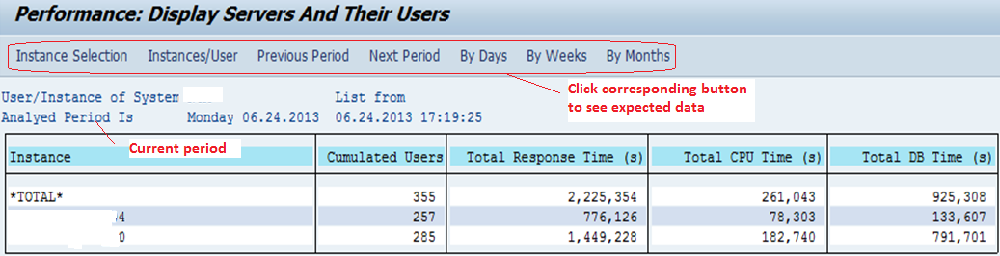 Performance: Display Servers And Their Users
Instance Selection Instances/User Previous Period Next Period By Days By Weeks By Months
Click corresponding button
to see expected data
User/Instance of System List from
Analyed Period Is Monday 06.24.2013 06.24.2013 17:19:25
Current period
Instance Cumulated Users Total Response Time (s) Total CPU Time (s) Total DB Time (s)
*TOTAL* 355 2,225,354 261,043 925,308
4 257 776,126 78,303 133,607
0 285 1,449,228 182,740 791,701